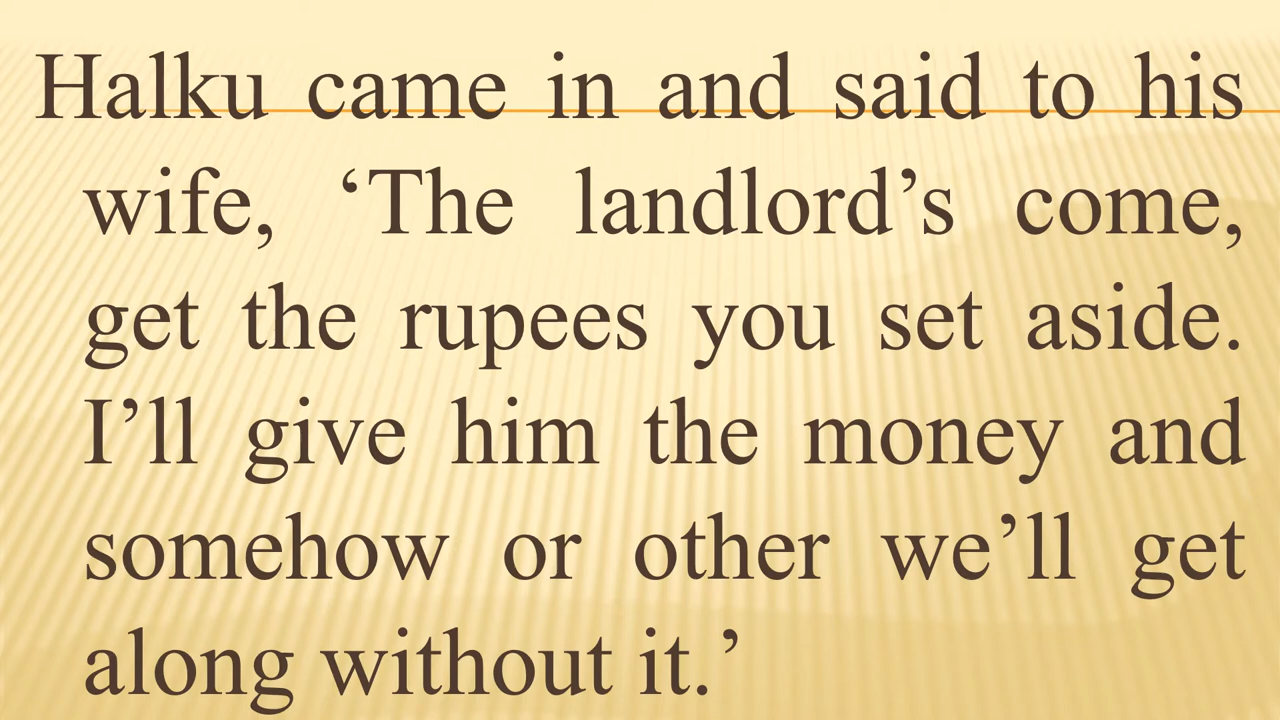 Halku came in and said to his
wife, ‘The landlord’s come,
get the rupees you set aside.
I’ll give him the money and
somehow or other we’ll get
along without it.’